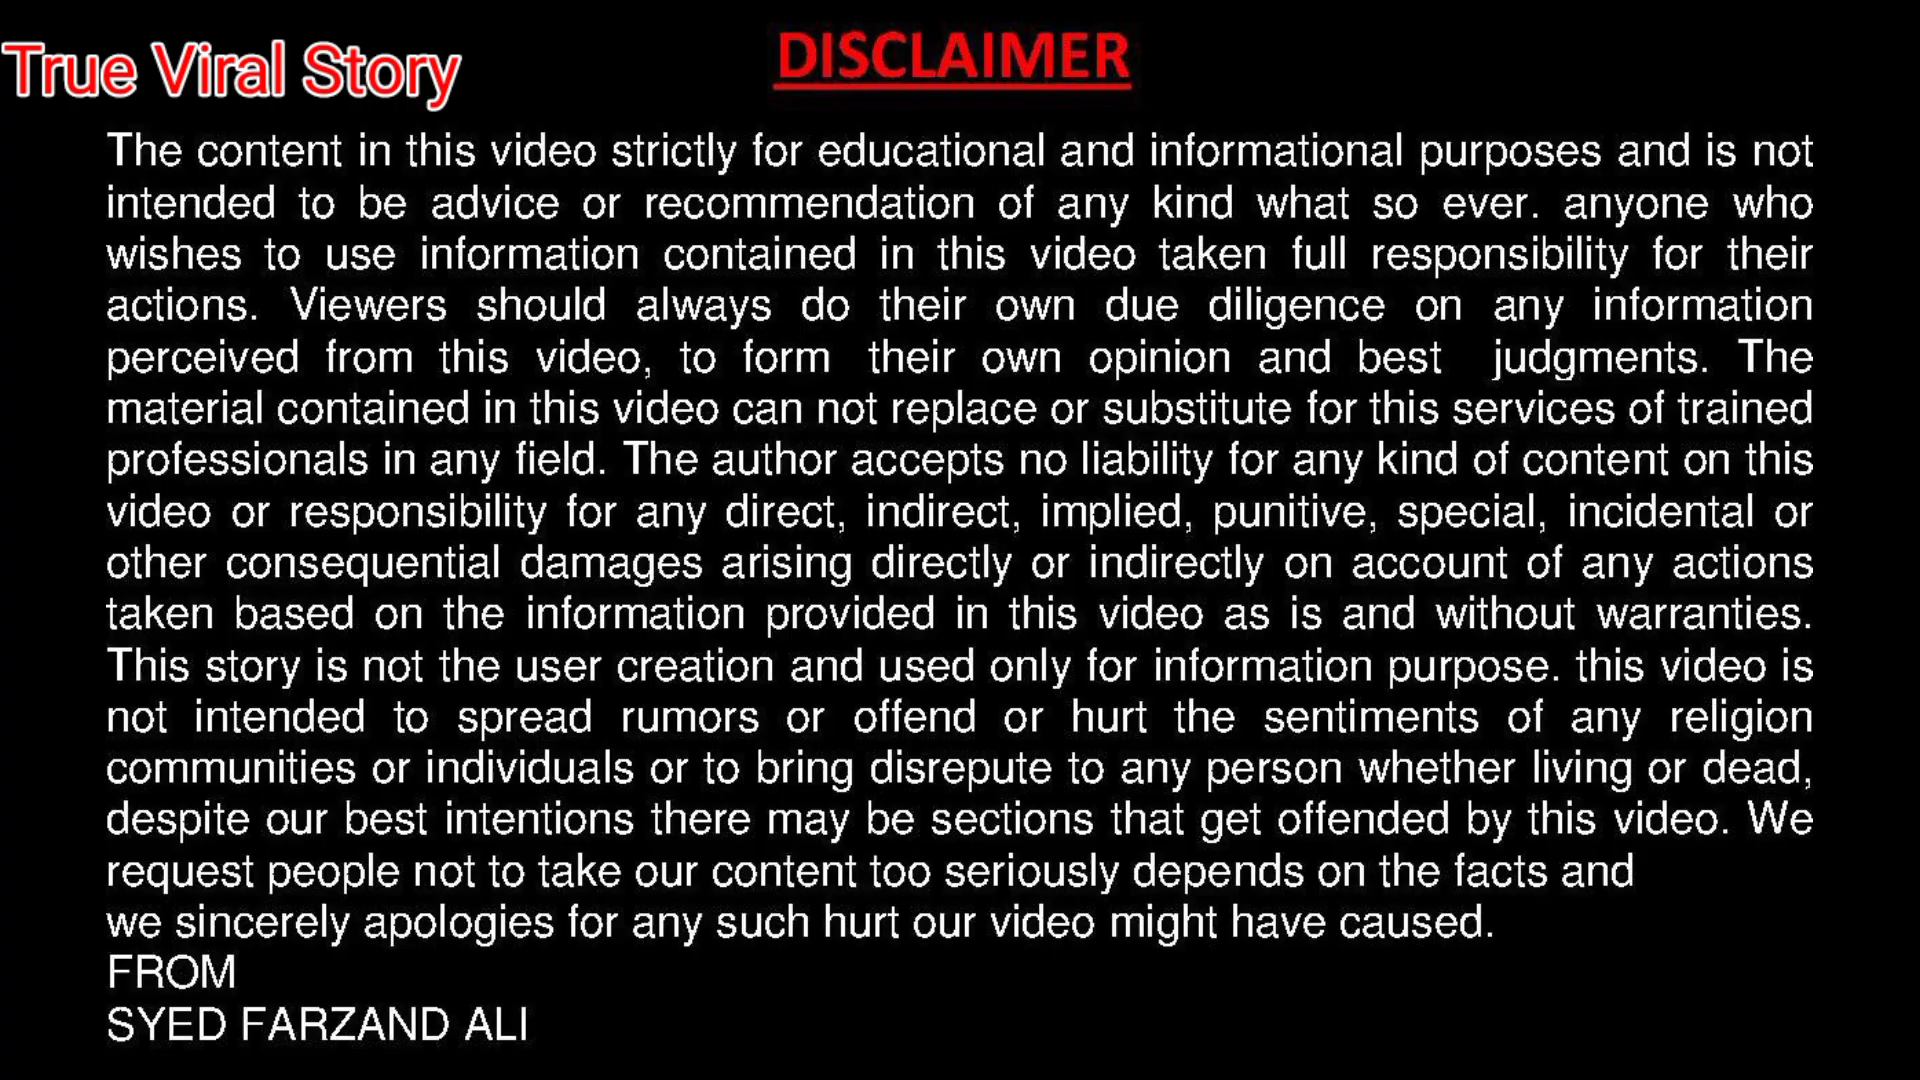 True Viral Story
DISCLAIMER
The content in this video strictly for educational and informational purposes and is not
intended to be advice or recommendation of any kind what so ever. anyone who
wishes to use information contained in this video taken full responsibility for their
actions. Viewers should always do their own due diligence on any information
perceived from this video, to form their own opinion and best judgments. The
material contained in this video can not replace or substitute for this services of trained
professionals in any field. The author accepts no liability for any kind of content on this
video or responsibility for any direct, indirect, implied, punitive, special, incidental or
other consequential damages arising directly or indirectly on account of any actions
taken based on the information provided in this video as is and without warranties.
This story is not the user creation and used only for information purpose. this video is
not intended to spread rumors or offend or hurt the sentiments of any religion
communities or individuals or to bring disrepute to any person whether living or dead,
despite our best intentions there may be sections that get offended by this video. We
request people not to take our content too seriously depends on the facts and
we sincerely apologies for any such hurt our video might have caused.
FROM
SYED FARZAND ALI